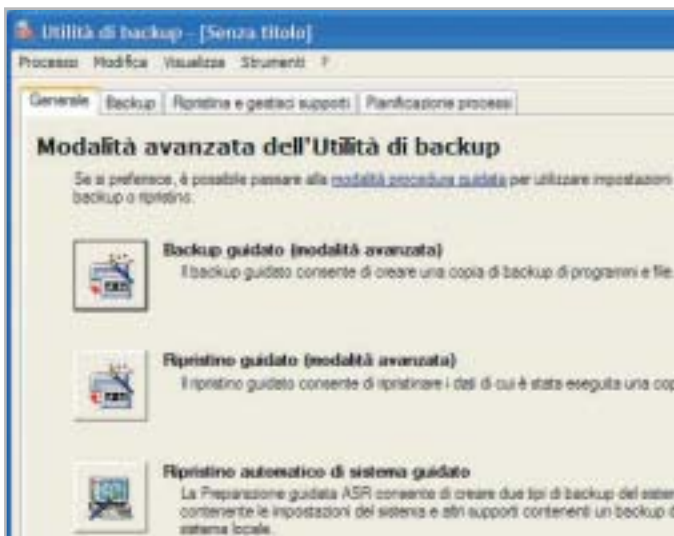 Utilità di backup - [Senza titolo]
Processi Modifica Visualizza Strumenti ?
Generale Backup Ripristina e gestisci supporti Pianificazione processi
Modalità avanzata dell'Utilità di backup
Se si preferisce, è possibile passare alla modalità procedura guidata per utilizzare impostazioni
backup o ripristino.
Backup guidato (modalità avanzata)
Il backup guidato consente di creare una copia di backup di programmi e file.
Ripristino guidato (modalità avanzata)
Il ripristino guidato consente di ripristinare i dati di cui è stata eseguita una cop
Ripristino automatico di sistema guidato
La Preparazione guidata ASR consente di creare due tipi di backup del sistem
contenente le impostazioni del sistema e altri supporti contenenti un backup d
sistema locale.